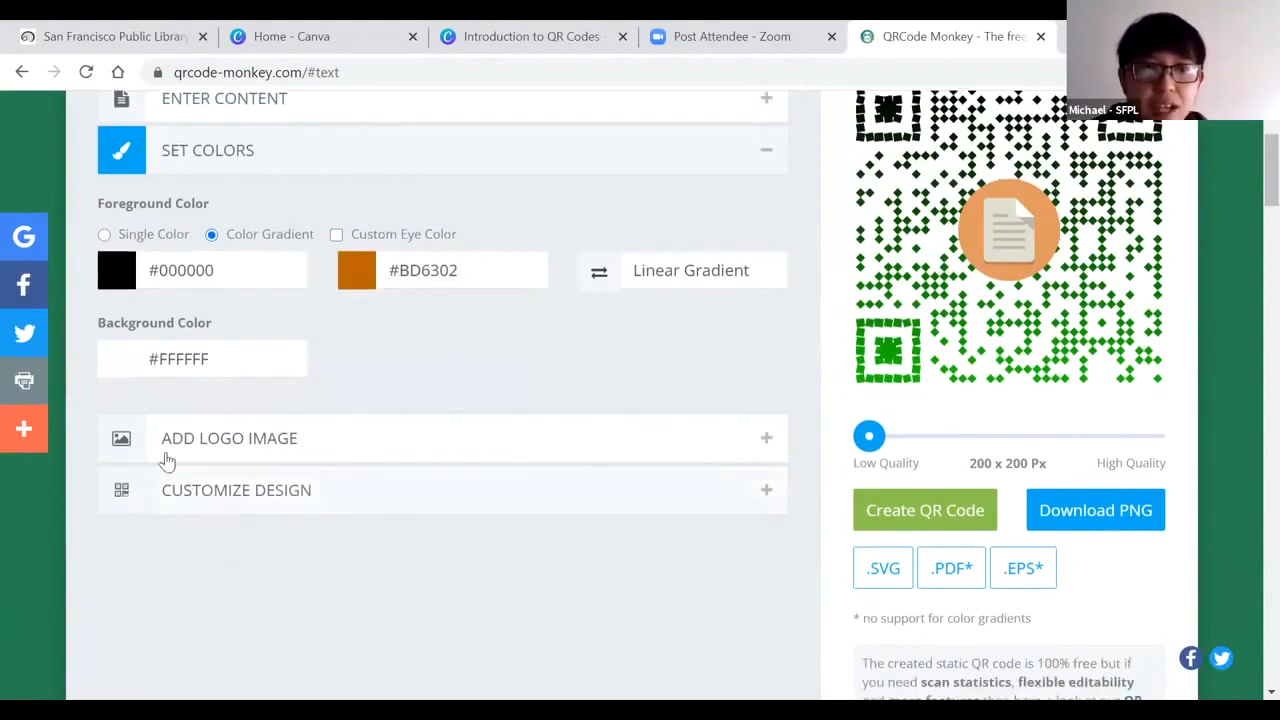 San Francisco Public Library
Home - Canva
Introduction to QR Codes -
Post Attendee - Zoom
QRCode Monkey - The free
qrcode-monkey.com/#text
Michael - SFPL
ENTER CONTENT
SET COLORS
Foreground Color
Single Color
Color Gradient
Custom Eye Color
#000000
#BD6302
Linear Gradient
Background Color
#FFFFFF
ADD LOGO IMAGE
CUSTOMIZE DESIGN
Low Quality
200 x 200 Px
High Quality
Create QR Code
Download PNG
.SVG
.PDF*
.EPS*
* no support for color gradients
The created static QR code is 100% free but if
you need scan statistics, flexible editability